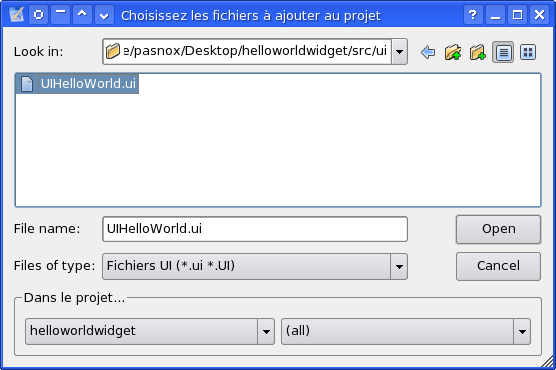 Choisissez les fichiers à ajouter au projet
Look in: e/pasnox/Desktop/helloworldwidget/src/ui
UIHelloWorld.ui
File name: UIHelloWorld.ui Open
Files of type: Fichiers UI (*.ui *.UI) Cancel
Dans le projet...
helloworldwidget (all)